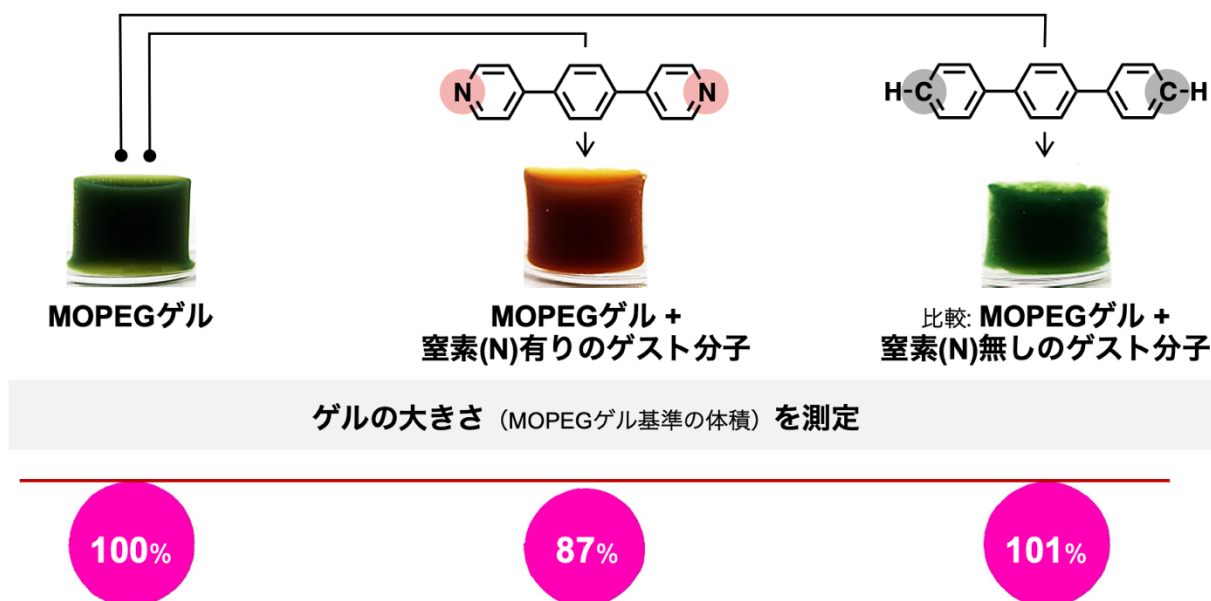 N
N
H-C
C-H
MOPEGゲル
MOPEGゲル +
窒素(N)有りのゲスト分子
比較: MOPEGゲル +
窒素(N)無しのゲスト分子
ゲルの大きさ（MOPEGゲル基準の体積）を測定
100%
87%
101%